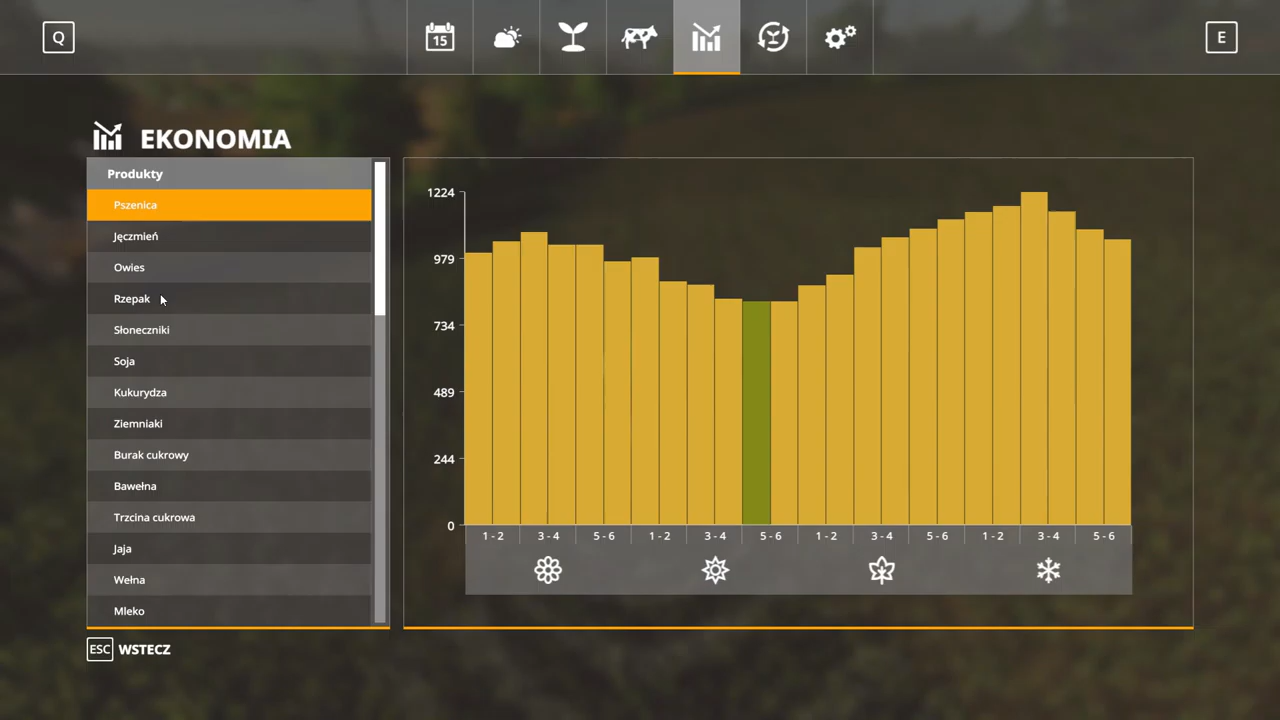 Q
15
E
EKONOMIA
Produkty
Pszenica
Jęczmień
Owies
Rzepak
Słoneczniki
Soja
Kukurydza
Ziemniaki
Burak cukrowy
Bawełna
Trzcina cukrowa
Jaja
Wełna
Mleko
1224
979
734
489
244
0
1 - 2 3 - 4 5 - 6 1 - 2 3 - 4 5 - 6 1 - 2 3 - 4 5 - 6 1 - 2 3 - 4 5 - 6
ESC WSTECZ